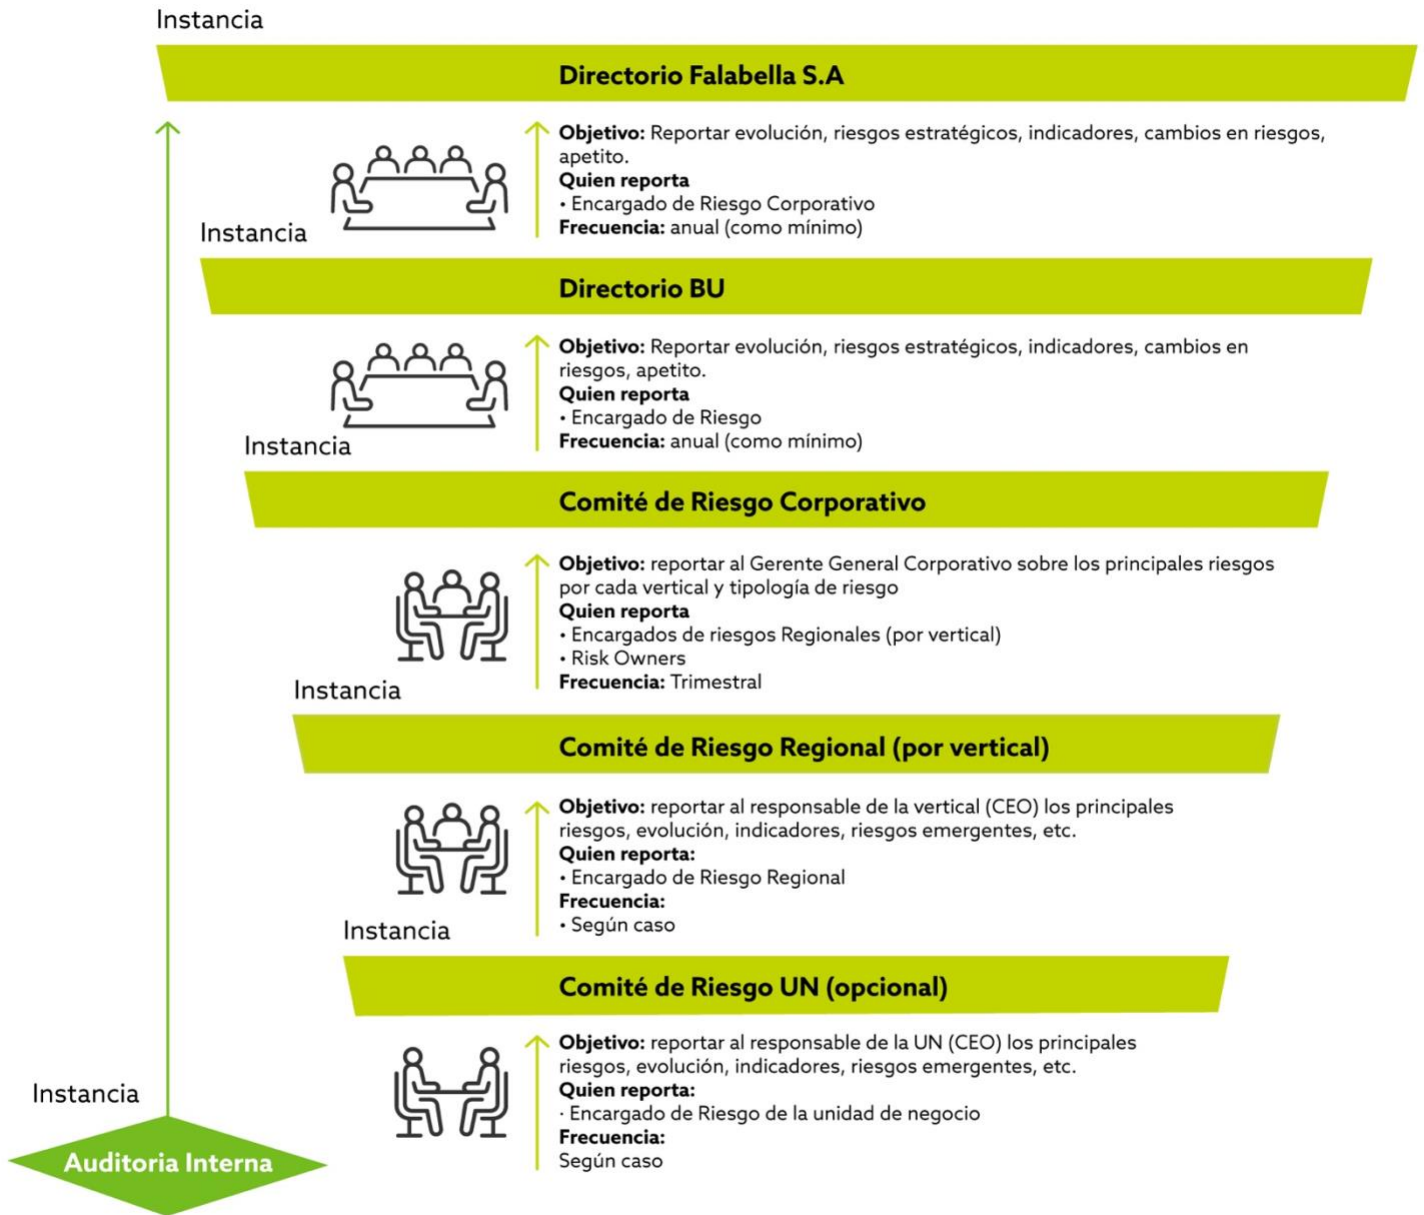 Instancia
Directorio Falabella S.A
Objetivo: Reportar evolución, riesgos estratégicos, indicadores, cambios en riesgos,
apetito.
Quien reporta
• Encargado de Riesgo Corporativo
Frecuencia: anual (como mínimo)
Instancia
Directorio BU
Objetivo: Reportar evolución, riesgos estratégicos, indicadores, cambios en
riesgos, apetito.
Quien reporta
• Encargado de Riesgo
Frecuencia: anual (como mínimo)
Instancia
Comité de Riesgo Corporativo
Objetivo: reportar al Gerente General Corporativo sobre los principales riesgos
por cada vertical y tipología de riesgo
Quien reporta
• Encargados de riesgos Regionales (por vertical)
• Risk Owners
Frecuencia: Trimestral
Instancia
Comité de Riesgo Regional (por vertical)
Objetivo: reportar al responsable de la vertical (CEO) los principales
riesgos, evolución, indicadores, riesgos emergentes, etc.
Quien reporta:
• Encargado de Riesgo Regional
Frecuencia:
• Según caso
Instancia
Comité de Riesgo UN (opcional)
Objetivo: reportar al responsable de la UN (CEO) los principales
riesgos, evolución, indicadores, riesgos emergentes, etc.
Quien reporta:
· Encargado de Riesgo de la unidad de negocio
Frecuencia:
Según caso
Instancia
Auditoria Interna